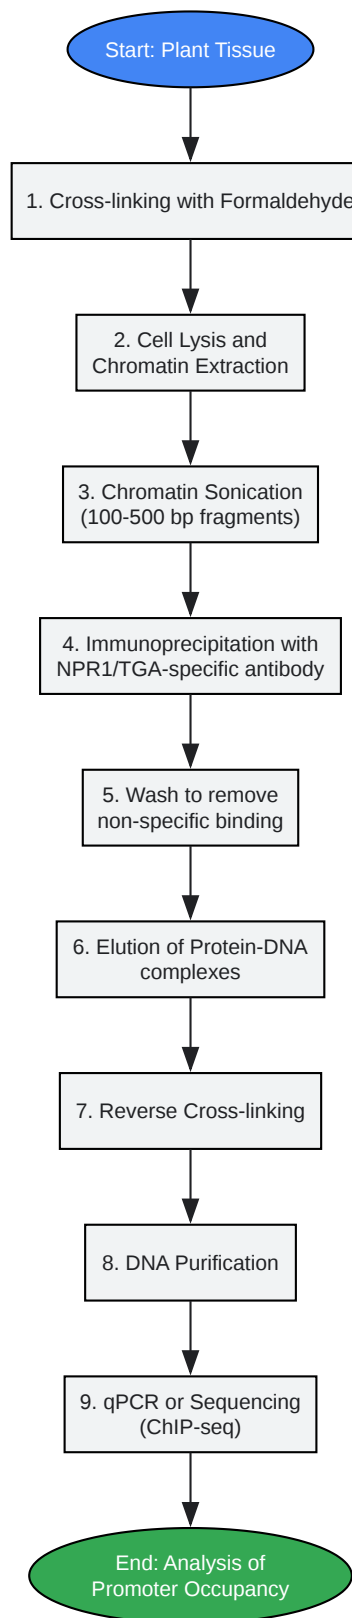 Start: Plant Tissue
1. Cross-linking with Formaldehyde
2. Cell Lysis and
Chromatin Extraction
3. Chromatin Sonication
(100-500 bp fragments)
4. Immunoprecipitation with
NPR1/TGA-specific antibody
5. Wash to remove
non-specific binding
6. Elution of Protein-DNA
complexes
7. Reverse Cross-linking
8. DNA Purification
9. qPCR or Sequencing
(ChIP-seq)
End: Analysis of
Promoter Occupancy